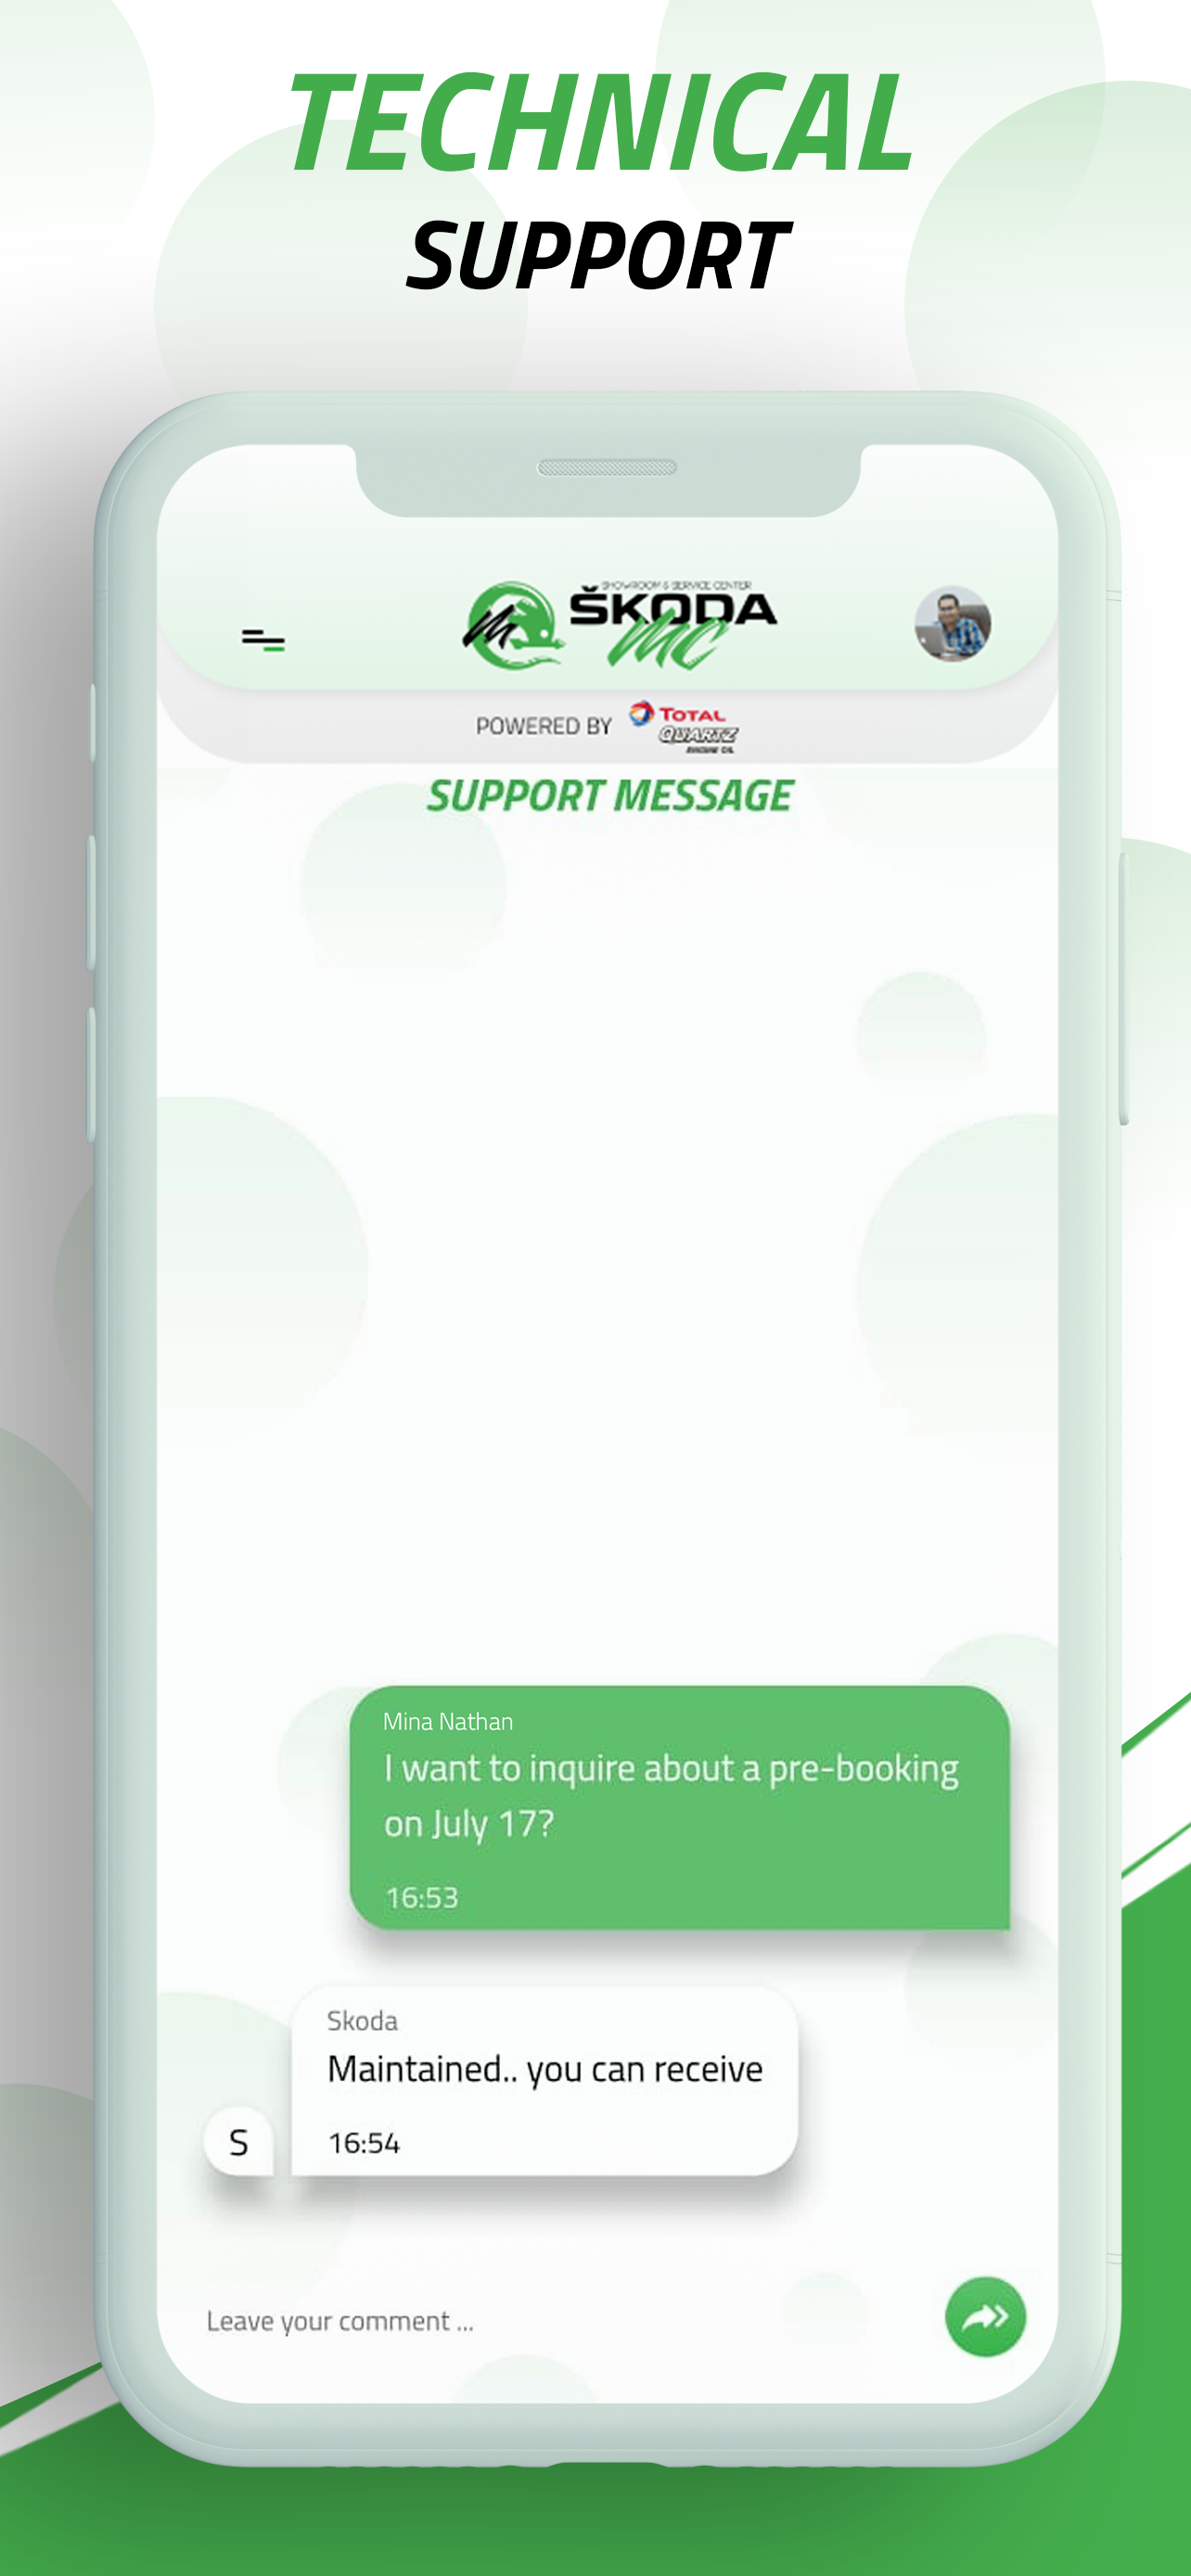 TECHNICAL
SUPPORT
SHOWROOM & SERVICE CENTER
ŠKODA
MC
POWERED BY
TOTAL
QUARTZ
ENGINE OIL
SUPPORT MESSAGE
Mina Nathan
I want to inquire about a pre-booking
on July 17?
16:53
Skoda
Maintained.. you can receive
16:54
S
Leave your comment ...